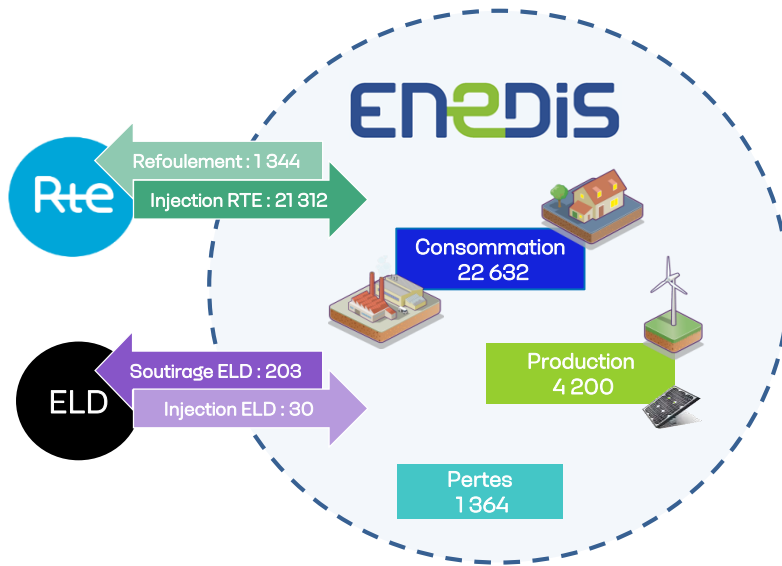 ENEDIS
Refoulement : 1 344
Rte
Injection RTE : 21 312
Consommation
22 632
Soutirage ELD : 203
ELD
Injection ELD : 30
Production
4 200
Pertes
1 364